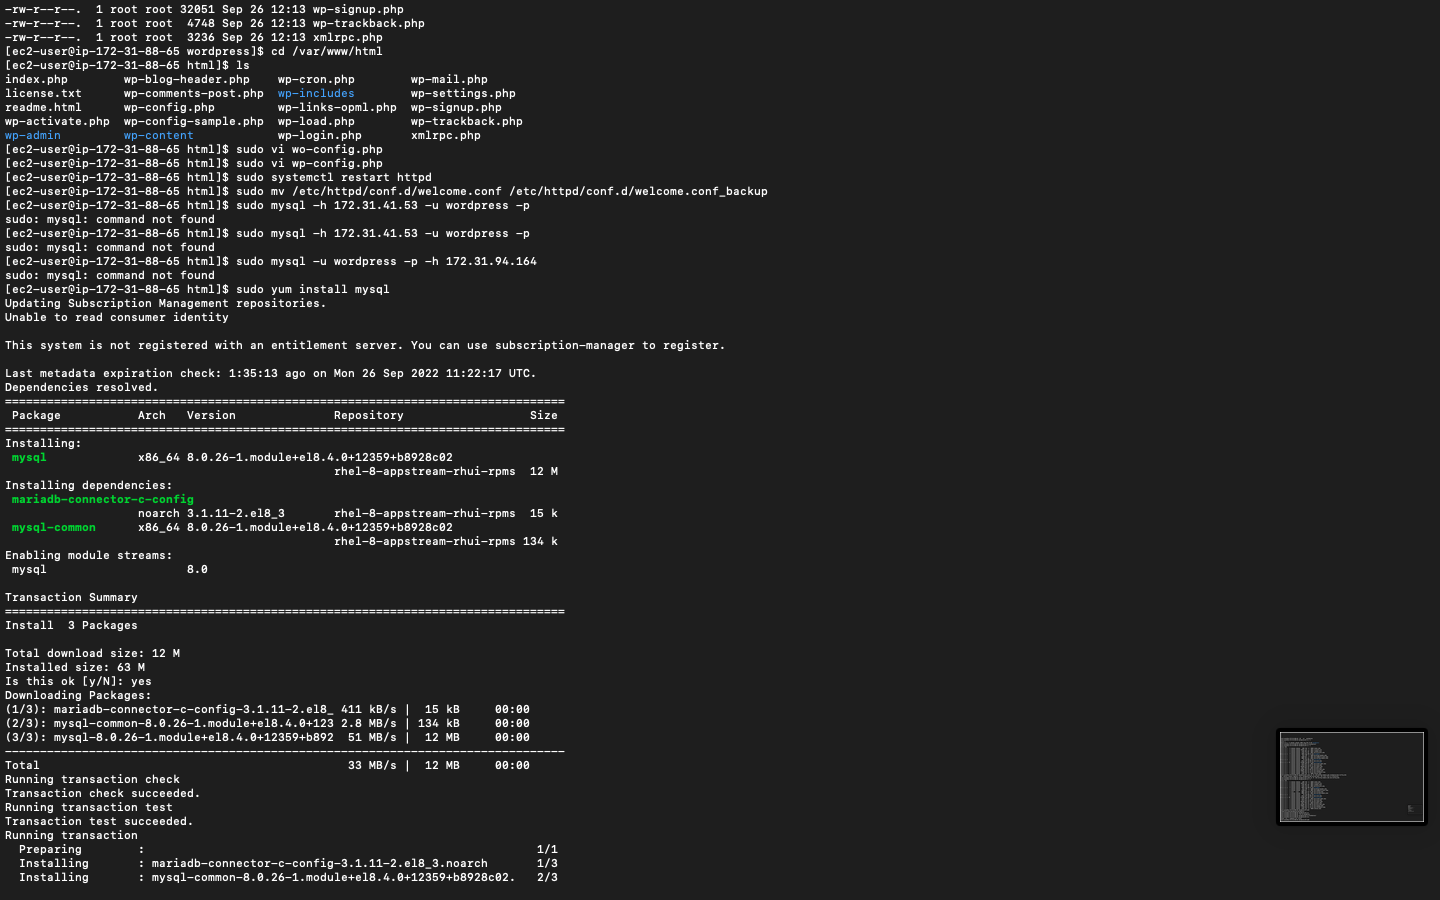 -rw-r--r--.  1 root root 32051 Sep 26 12:13 wp-signup.php
-rw-r--r--.  1 root root  4748 Sep 26 12:13 wp-trackback.php
-rw-r--r--.  1 root root  3236 Sep 26 12:13 xmlrpc.php
[ec2-user@ip-172-31-88-65 wordpress]$ cd /var/www/html
[ec2-user@ip-172-31-88-65 html]$ ls
index.php        wp-blog-header.php    wp-cron.php        wp-mail.php
license.txt      wp-comments-post.php  wp-includes        wp-settings.php
readme.html      wp-config.php         wp-links-opml.php  wp-signup.php
wp-activate.php  wp-config-sample.php  wp-load.php        wp-trackback.php
wp-admin         wp-content            wp-login.php       xmlrpc.php
[ec2-user@ip-172-31-88-65 html]$ sudo vi wo-config.php
[ec2-user@ip-172-31-88-65 html]$ sudo vi wp-config.php
[ec2-user@ip-172-31-88-65 html]$ sudo systemctl restart httpd
[ec2-user@ip-172-31-88-65 html]$ sudo mv /etc/httpd/conf.d/welcome.conf /etc/httpd/conf.d/welcome.conf_backup
[ec2-user@ip-172-31-88-65 html]$ sudo mysql -h 172.31.41.53 -u wordpress -p
sudo: mysql: command not found
[ec2-user@ip-172-31-88-65 html]$ sudo mysql -h 172.31.41.53 -u wordpress -p
sudo: mysql: command not found
[ec2-user@ip-172-31-88-65 html]$ sudo mysql -u wordpress -p -h 172.31.94.164
sudo: mysql: command not found
[ec2-user@ip-172-31-88-65 html]$ sudo yum install mysql
Updating Subscription Management repositories.
Unable to read consumer identity

This system is not registered with an entitlement server. You can use subscription-manager to register.

Last metadata expiration check: 1:35:13 ago on Mon 26 Sep 2022 11:22:17 UTC.
Dependencies resolved.
================================================================================
 Package           Arch   Version              Repository                  Size
================================================================================
Installing:
 mysql             x86_64 8.0.26-1.module+el8.4.0+12359+b8928c02
                                               rhel-8-appstream-rhui-rpms  12 M
Installing dependencies:
 mariadb-connector-c-config
                   noarch 3.1.11-2.el8_3       rhel-8-appstream-rhui-rpms  15 k
 mysql-common      x86_64 8.0.26-1.module+el8.4.0+12359+b8928c02
                                               rhel-8-appstream-rhui-rpms 134 k
Enabling module streams:
 mysql                    8.0

Transaction Summary
================================================================================
Install  3 Packages

Total download size: 12 M
Installed size: 63 M
Is this ok [y/N]: yes
Downloading Packages:
(1/3): mariadb-connector-c-config-3.1.11-2.el8_ 411 kB/s |  15 kB     00:00
(2/3): mysql-common-8.0.26-1.module+el8.4.0+123 2.8 MB/s | 134 kB     00:00
(3/3): mysql-8.0.26-1.module+el8.4.0+12359+b892  51 MB/s |  12 MB     00:00
--------------------------------------------------------------------------------
Total                                            33 MB/s |  12 MB     00:00
Running transaction check
Transaction check succeeded.
Running transaction test
Transaction test succeeded.
Running transaction
  Preparing        :                                                        1/1
  Installing       : mariadb-connector-c-config-3.1.11-2.el8_3.noarch       1/3
  Installing       : mysql-common-8.0.26-1.module+el8.4.0+12359+b8928c02.   2/3